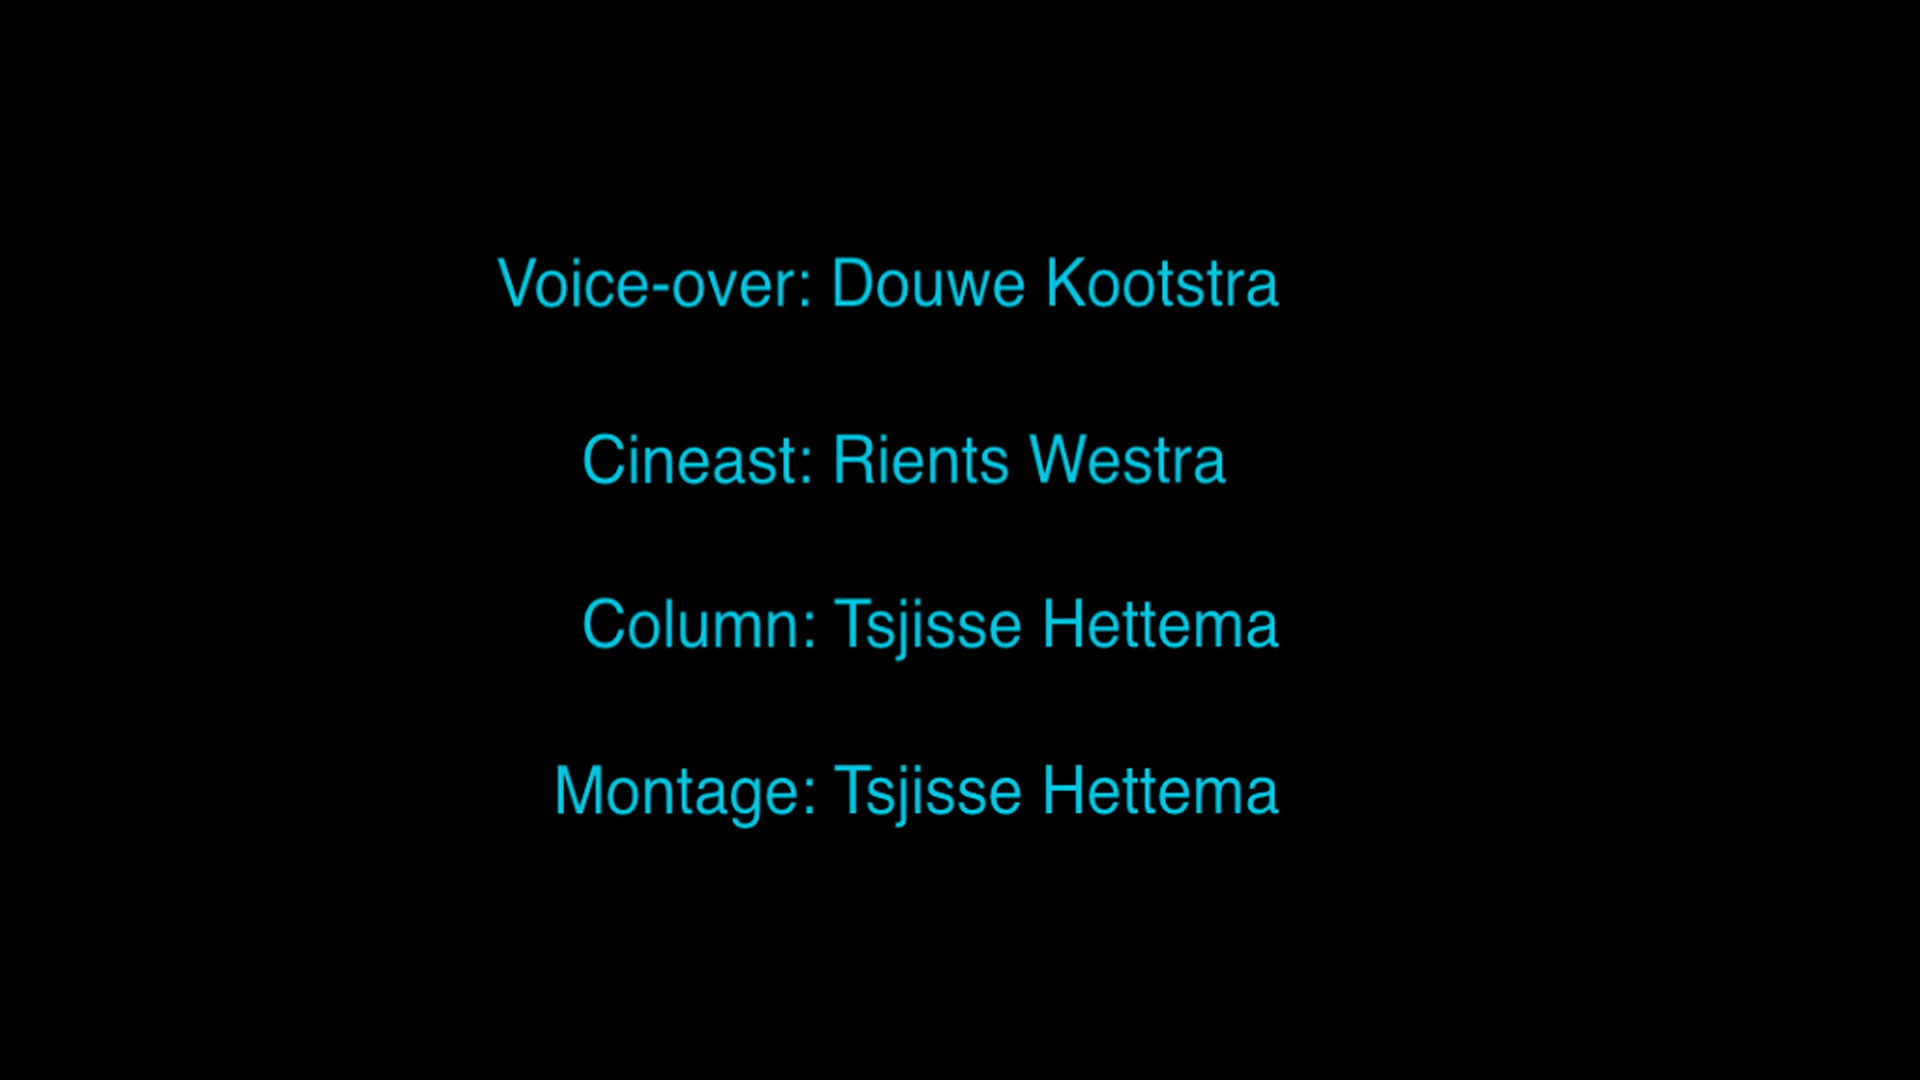 Voice-over: Douwe Kootstra
Cineast: Rients Westra
Column: Tsjisse Hettema
Montage: Tsjisse Hettema